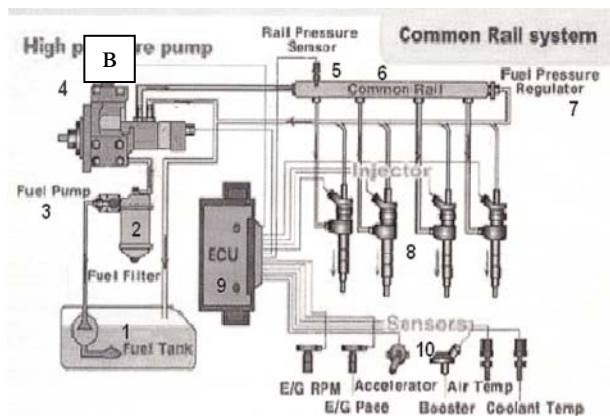 Common Rail system
Rail Pressure
Sensor
High p
B
re pump
4
5
6
Common Rail
Fuel Pressure
Regulator
7
Injector
Fuel Pump
3
2
Fuel Filter
ECU
9
8
1
Fuel Tank
Sensors
10
E/G RPM
Accelerator
Air Temp
E/G Pace
Booster
Coolant Temp